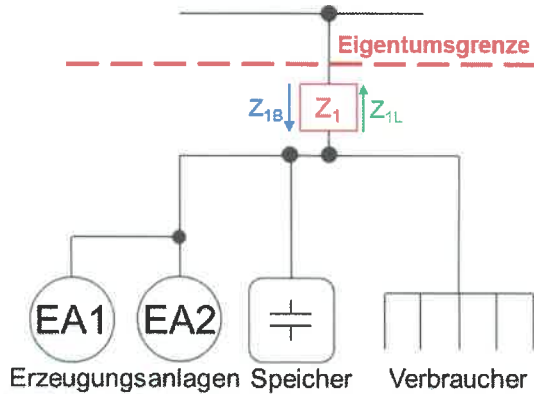 Eigentumsgrenze
Z1B Z1 Z1L
EA1 EA2
Erzeugungsanlagen Speicher Verbraucher